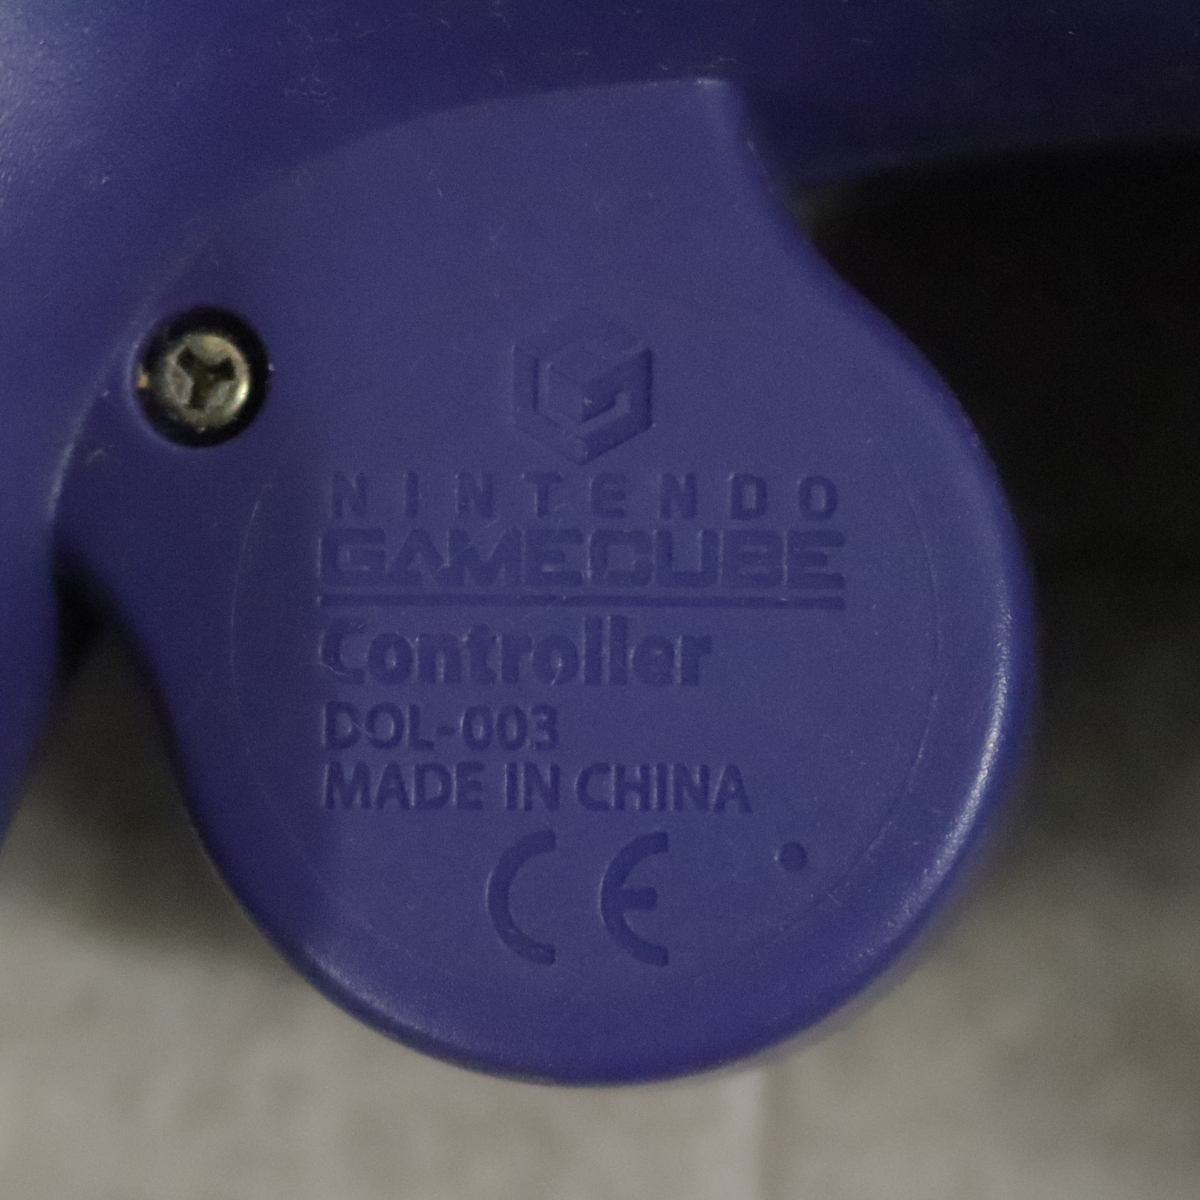 NINTENDO
GAMECUBE
Controller
DOL-003
MADE IN CHINA
CE